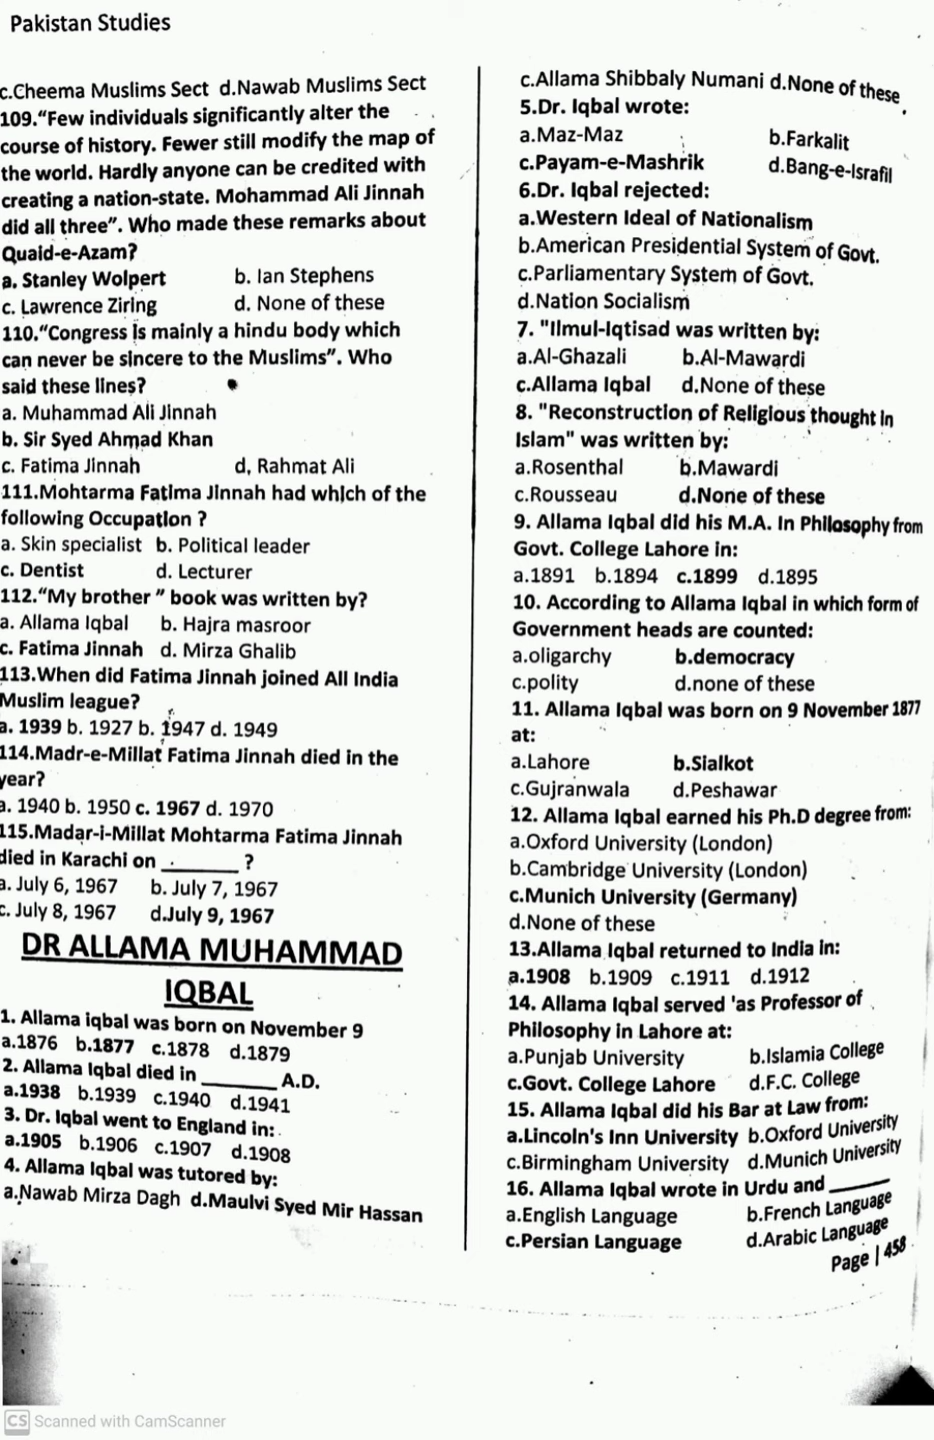 Pakistan Studies
c.Cheema Muslims Sect d.Nawab Muslims Sect
109."Few individuals significantly alter the
course of history. Fewer still modify the map of
the world. Hardly anyone can be credited with
creating a nation-state. Mohammad Ali Jinnah
did all three". Who made these remarks about
Quaid-e-Azam?
a. Stanley Wolpert b. Ian Stephens
c. Lawrence Ziring d. None of these
110."Congress is mainly a hindu body which
can never be sincere to the Muslims". Who
said these lines?
a. Muhammad Ali Jinnah
b. Sir Syed Ahmad Khan
c. Fatima Jinnah d, Rahmat Ali
111.Mohtarma Fatima Jinnah had which of the
following Occupation ?
a. Skin specialist b. Political leader
c. Dentist d. Lecturer
112."My brother " book was written by?
a. Allama Iqbal b. Hajra masroor
c. Fatima Jinnah d. Mirza Ghalib
113.When did Fatima Jinnah joined All India
Muslim league?
a. 1939 b. 1927 b. 1947 d. 1949
114.Madr-e-Millat Fatima Jinnah died in the
year?
a. 1940 b. 1950 c. 1967 d. 1970
115.Madar-i-Millat Mohtarma Fatima Jinnah
died in Karachi on ________ ?
a. July 6, 1967 b. July 7, 1967
c. July 8, 1967 d.July 9, 1967
DR ALLAMA MUHAMMAD
IQBAL
1. Allama iqbal was born on November 9
a.1876 b.1877 c.1878 d.1879
2. Allama Iqbal died in ________ A.D.
a.1938 b.1939 c.1940 d.1941
3. Dr. Iqbal went to England in:
a.1905 b.1906 c.1907 d.1908
4. Allama Iqbal was tutored by:
a.Nawab Mirza Dagh d.Maulvi Syed Mir Hassan
c.Allama Shibbaly Numani d.None of these
5.Dr. Iqbal wrote:
a.Maz-Maz b.Farkalit
c.Payam-e-Mashrik d.Bang-e-Israfil
6.Dr. Iqbal rejected:
a.Western Ideal of Nationalism
b.American Presidential System of Govt.
c.Parliamentary System of Govt.
d.Nation Socialism
7. "Ilmul-Iqtisad was written by:
a.Al-Ghazali b.Al-Mawardi
c.Allama Iqbal d.None of these
8. "Reconstruction of Religious thought in
Islam" was written by:
a.Rosenthal b.Mawardi
c.Rousseau d.None of these
9. Allama Iqbal did his M.A. In Philosophy from
Govt. College Lahore in:
a.1891 b.1894 c.1899 d.1895
10. According to Allama Iqbal in which form of
Government heads are counted:
a.oligarchy b.democracy
c.polity d.none of these
11. Allama Iqbal was born on 9 November 1877
at:
a.Lahore b.Sialkot
c.Gujranwala d.Peshawar
12. Allama Iqbal earned his Ph.D degree from:
a.Oxford University (London)
b.Cambridge University (London)
c.Munich University (Germany)
d.None of these
13.Allama Iqbal returned to India in:
a.1908 b.1909 c.1911 d.1912
14. Allama Iqbal served 'as Professor of
Philosophy in Lahore at:
a.Punjab University b.Islamia College
c.Govt. College Lahore d.F.C. College
15. Allama Iqbal did his Bar at Law from:
a.Lincoln's Inn University b.Oxford University
c.Birmingham University d.Munich University
16. Allama Iqbal wrote in Urdu and ______
a.English Language b.French Language
c.Persian Language d.Arabic Language
Page | 458
CS Scanned with CamScanner